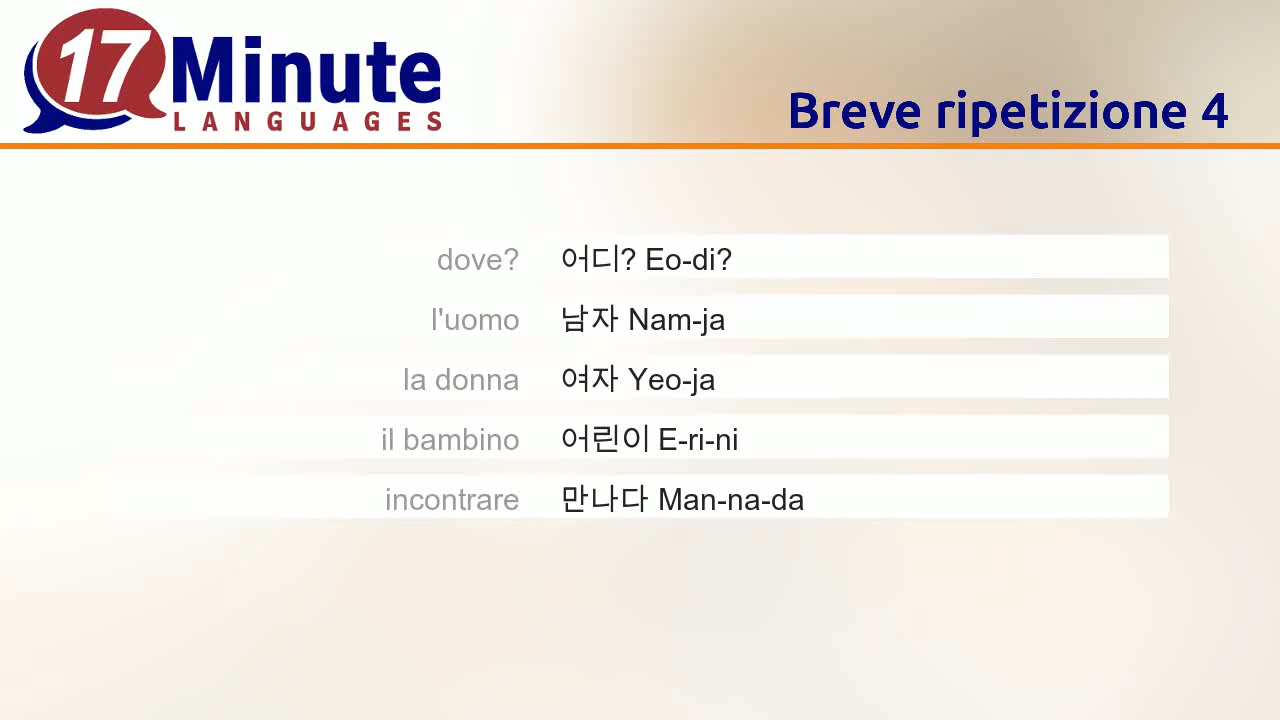 17 Minute
LANGUAGES
Breve ripetizione 4
dove? 어디? Eo-di?
l'uomo 남자 Nam-ja
la donna 여자 Yeo-ja
il bambino 어린이 E-ri-ni
incontrare 만나다 Man-na-da